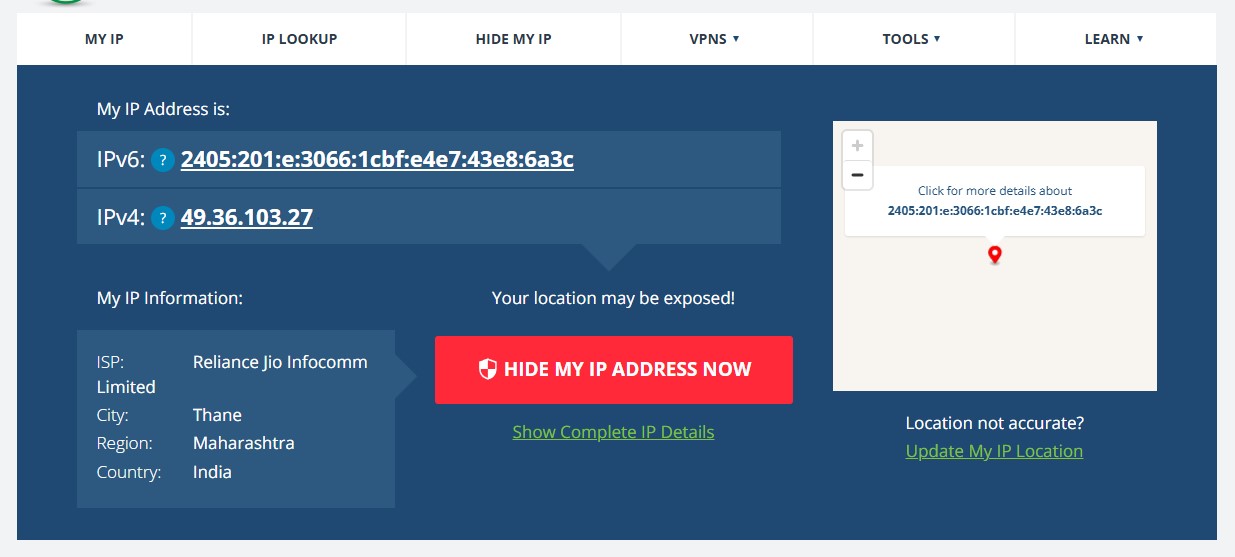 MY IP
IP LOOKUP
HIDE MY IP
VPNS ▼
TOOLS ▼
LEARN ▼
My IP Address is:
IPv6: ? 2405:201:e:3066:1cbf:e4e7:43e8:6a3c
IPv4: ? 49.36.103.27
My IP Information:
ISP: Reliance Jio Infocomm
Limited
City: Thane
Region: Maharashtra
Country: India
Your location may be exposed!
HIDE MY IP ADDRESS NOW
Show Complete IP Details
+
−
Click for more details about
2405:201:e:3066:1cbf:e4e7:43e8:6a3c
Location not accurate?
Update My IP Location